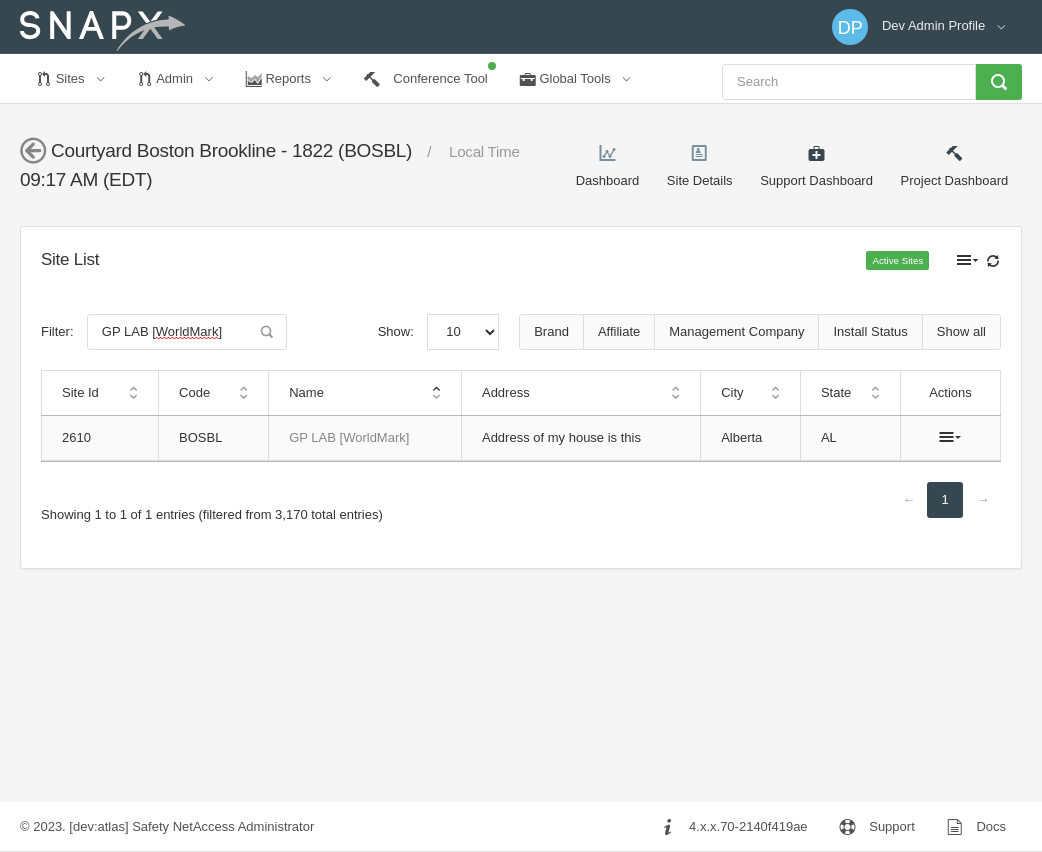 SNAPX
DP Dev Admin Profile
Sites Admin Reports Conference Tool Global Tools Search
Courtyard Boston Brookline - 1822 (BOSBL) / Local Time
09:17 AM (EDT)
Dashboard Site Details Support Dashboard Project Dashboard
Site List Active Sites
Filter: GP LAB [WorldMark] Show: 10 Brand Affiliate Management Company Install Status Show all
Site Id Code Name Address City State Actions
2610 BOSBL GP LAB [WorldMark] Address of my house is this Alberta AL
← 1 →
Showing 1 to 1 of 1 entries (filtered from 3,170 total entries)
© 2023. [dev:atlas] Safety NetAccess Administrator 4.x.x.70-2140f419ae Support Docs